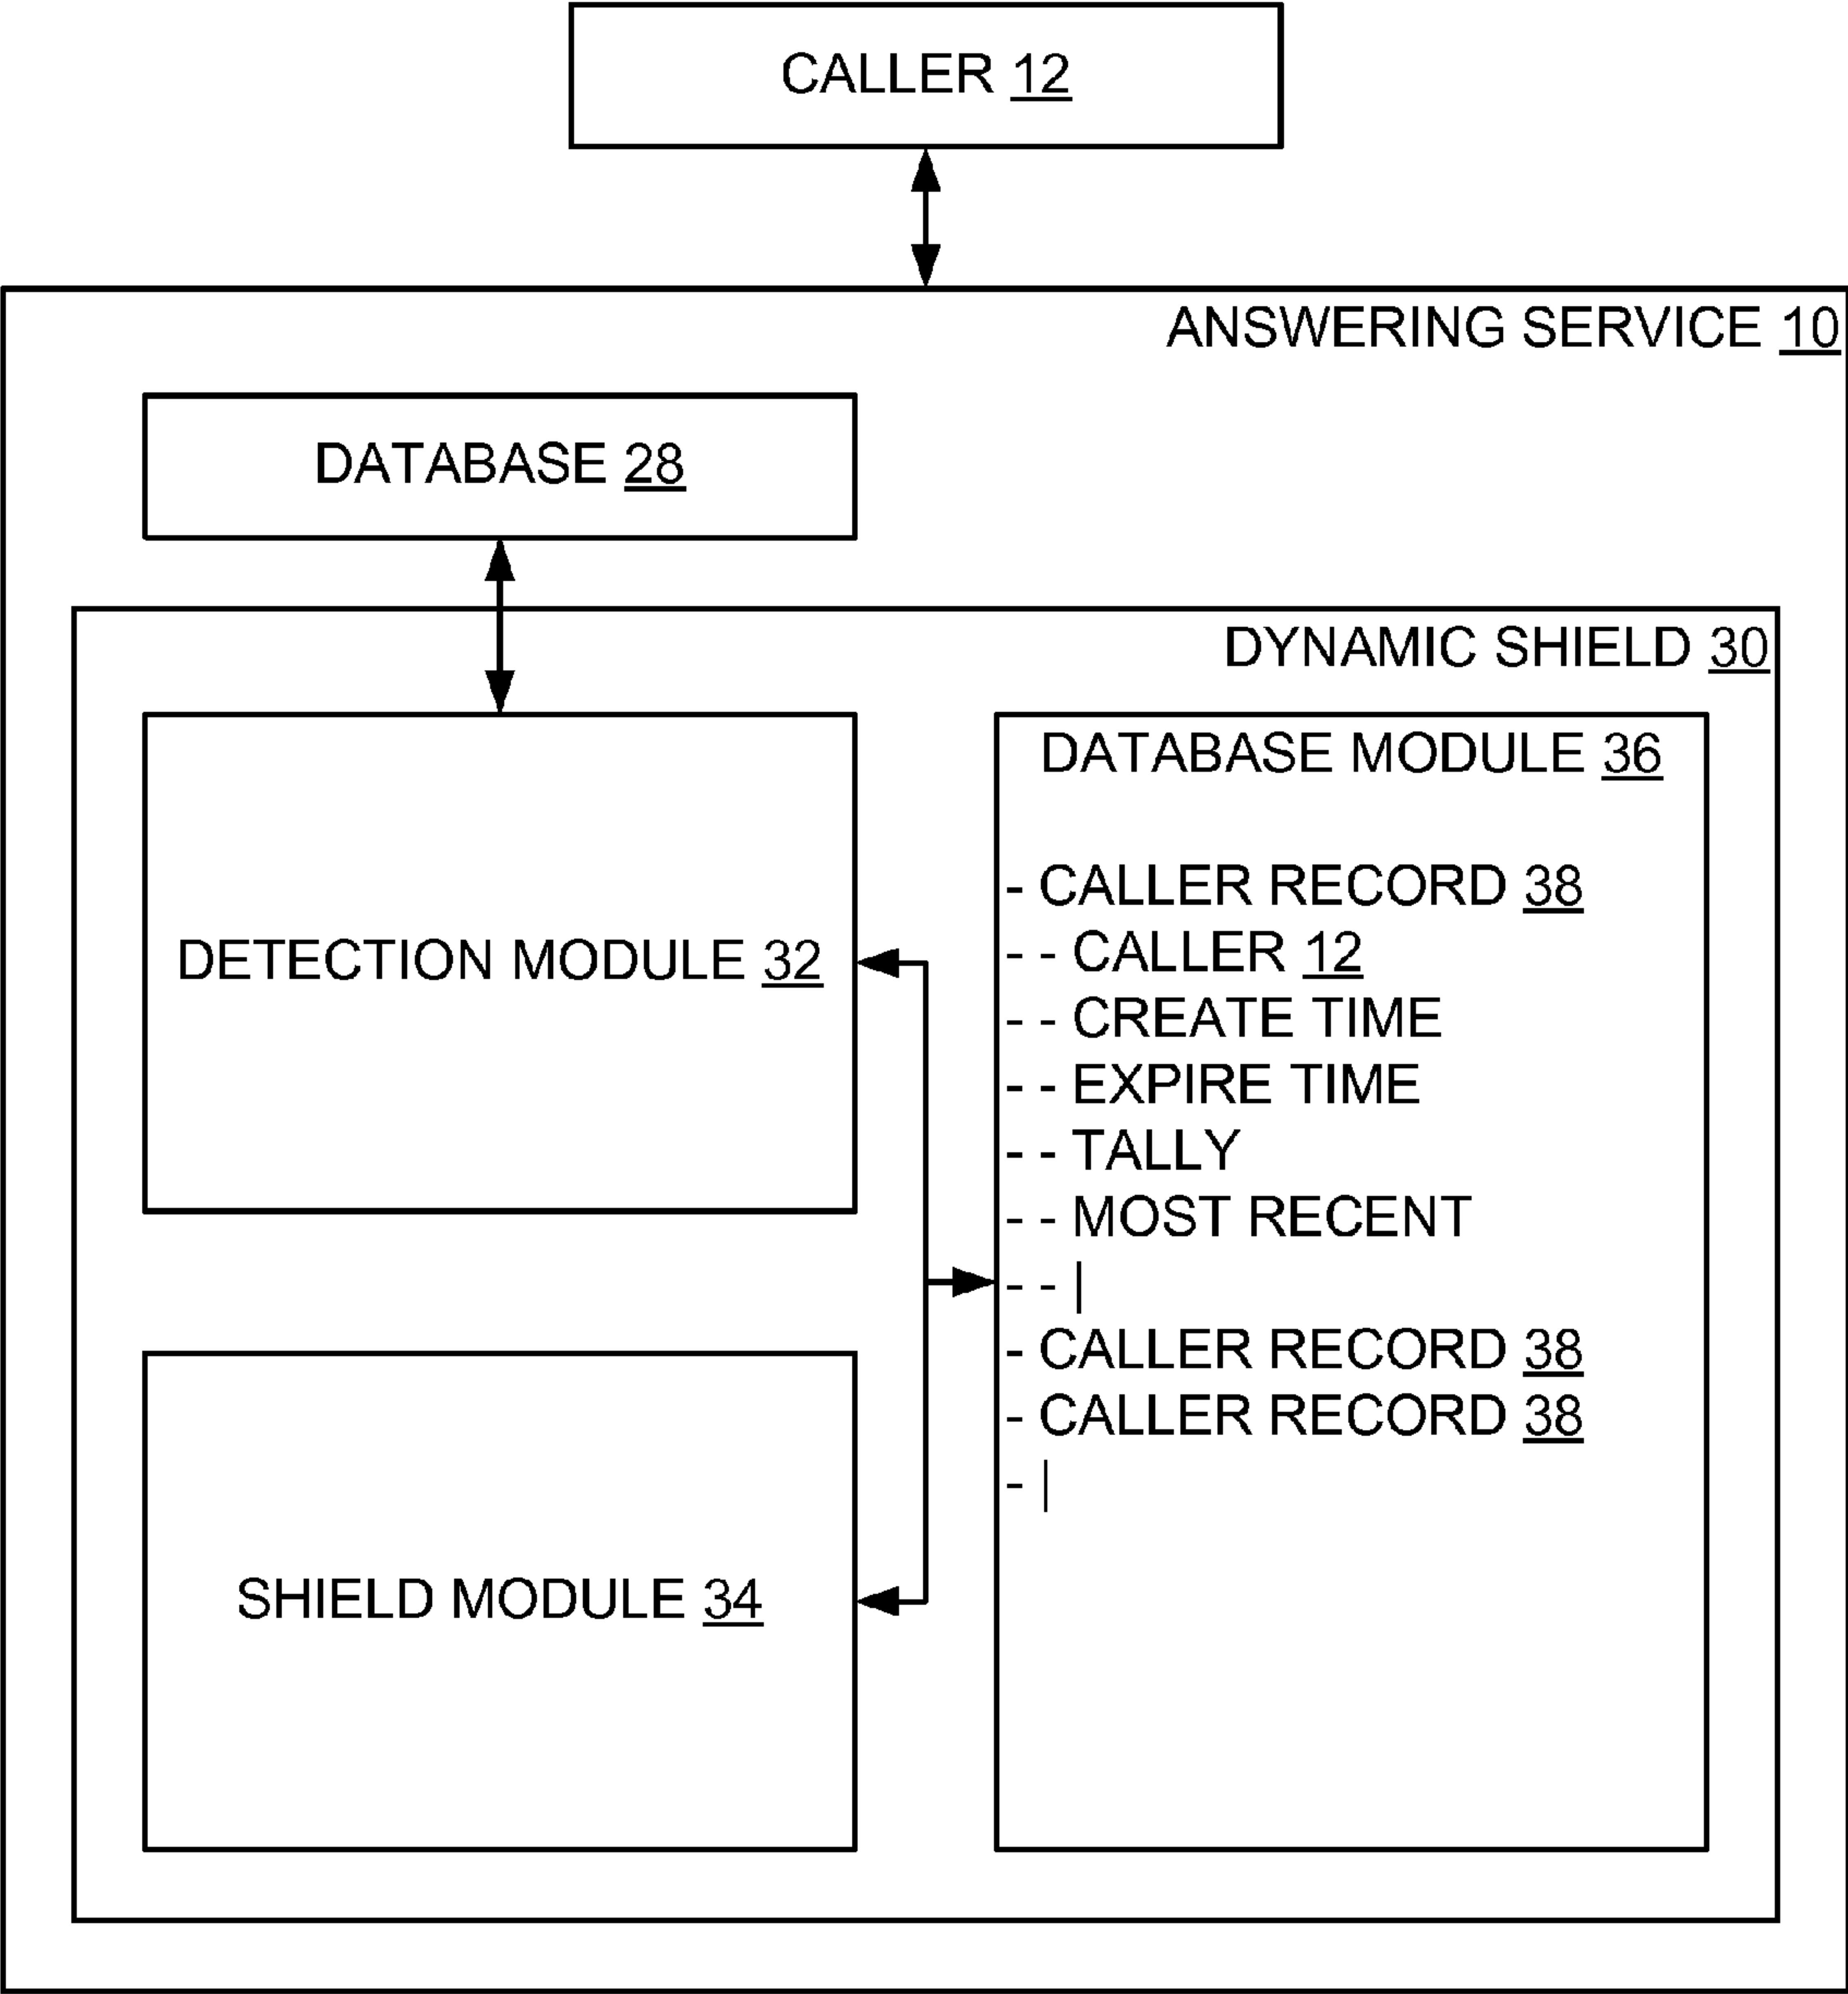 CALLER 12
ANSWERING SERVICE 10
DATABASE 28
DYNAMIC SHIELD 30
DETECTION MODULE 32
SHIELD MODULE 34
DATABASE MODULE 36
- CALLER RECORD 38
- - CALLER 12
- - CREATE TIME
- - EXPIRE TIME
- - TALLY
- - MOST RECENT
- - |
- CALLER RECORD 38
- CALLER RECORD 38
- |